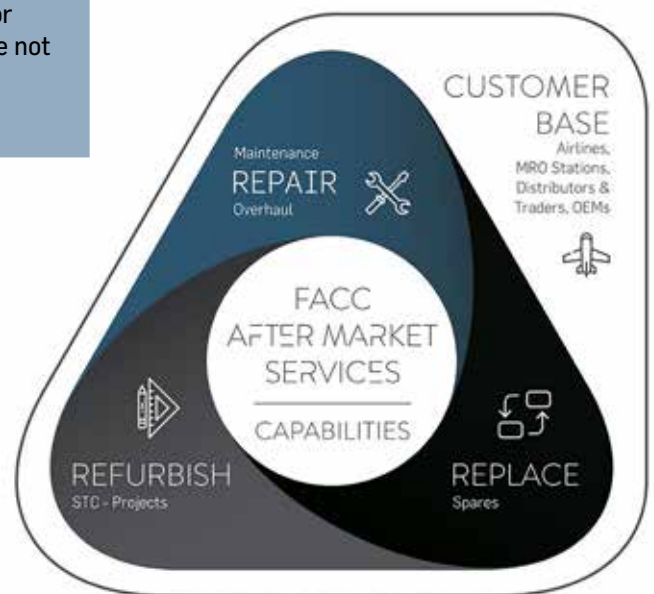 or
e not
CUSTOMER
BASE
Airlines,
MRO Stations,
Distributors &
Traders, OEMs
Maintenance
REPAIR
Overhaul
FACC
AFTER MARKET
SERVICES
CAPABILITIES
REFURBISH
STC - Projects
REPLACE
Spares